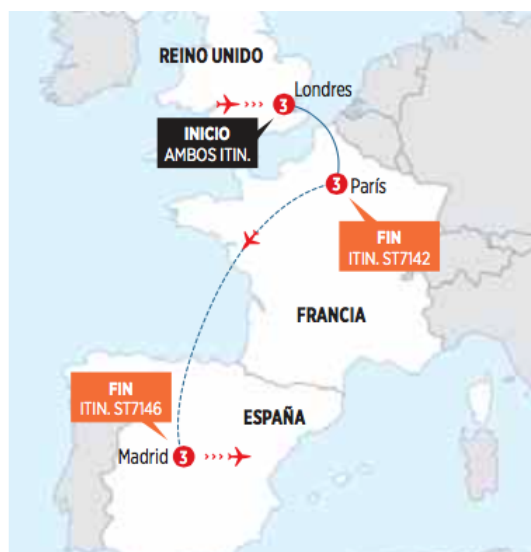 REINO UNIDO
Londres
3
INICIO
AMBOS ITIN.
3
París
FIN
ITIN. ST7142
FRANCIA
FIN
ITIN. ST7146
ESPAÑA
Madrid
3